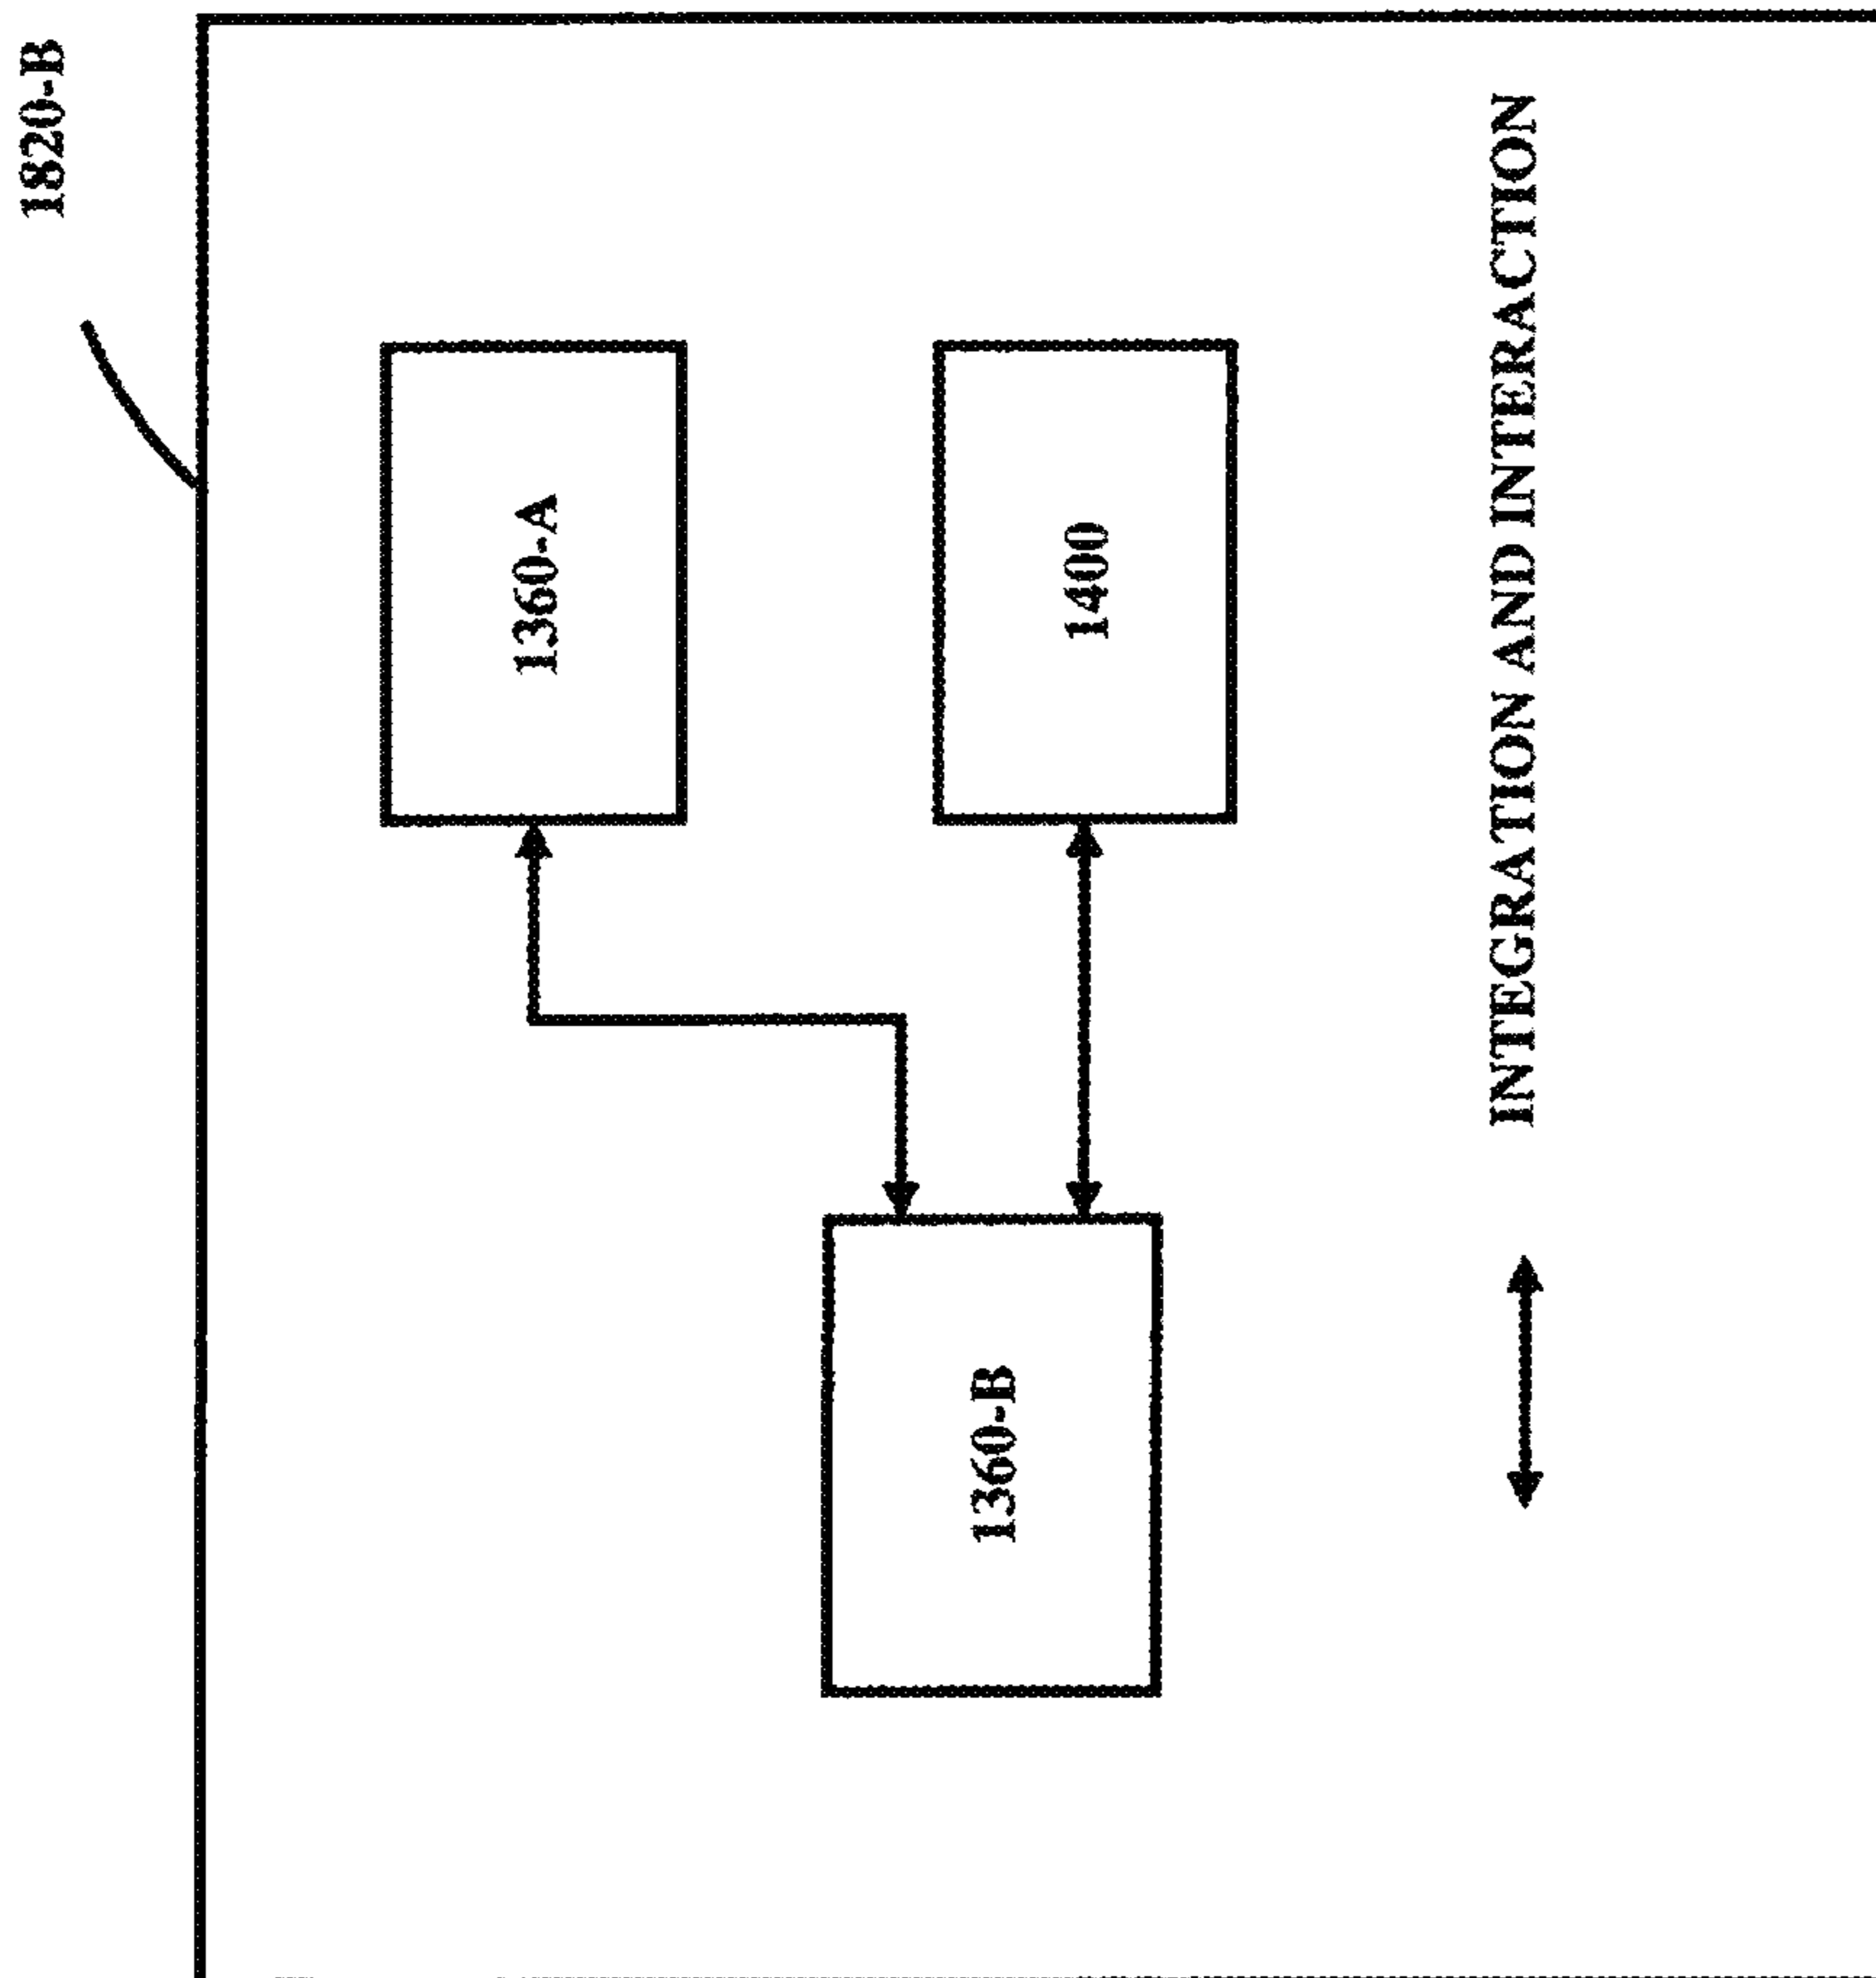 1820-B
1360-A
1360-B
1400
INTEGRATION AND INTERACTION